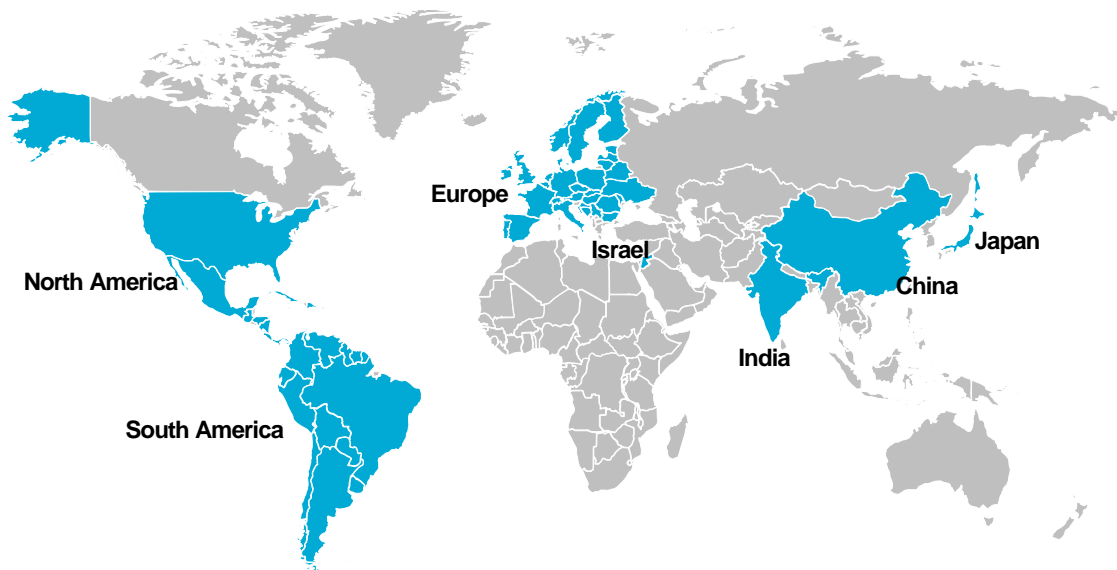 Europe
Israel
Japan
North America
China
India
South America